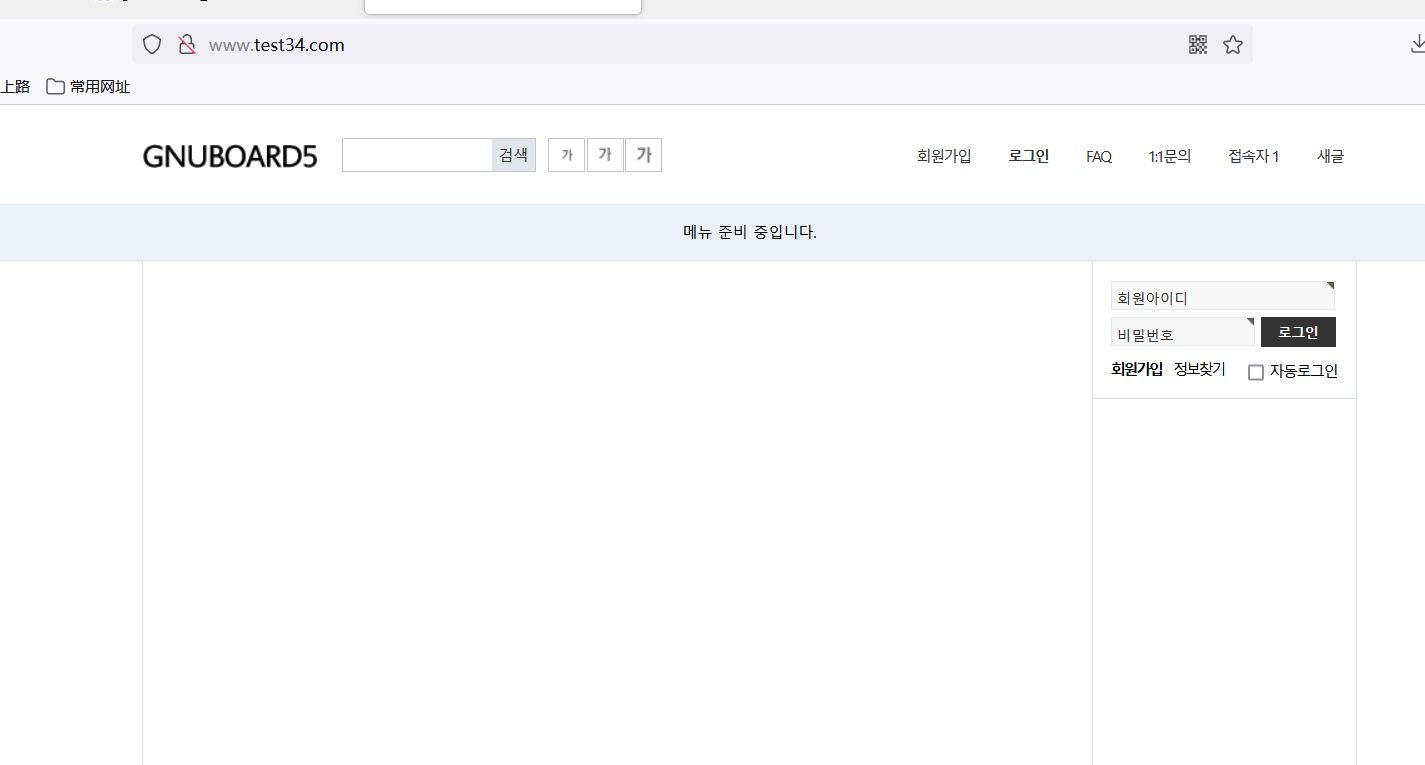 www.test34.com
上路 常用网址
GNUBOARD5 검색 가 가 가 회원가입 로그인 FAQ 1:1문의 접속자 1 새글
메뉴 준비 중입니다.
회원아이디
비밀번호 로그인
회원가입 정보찾기 자동로그인